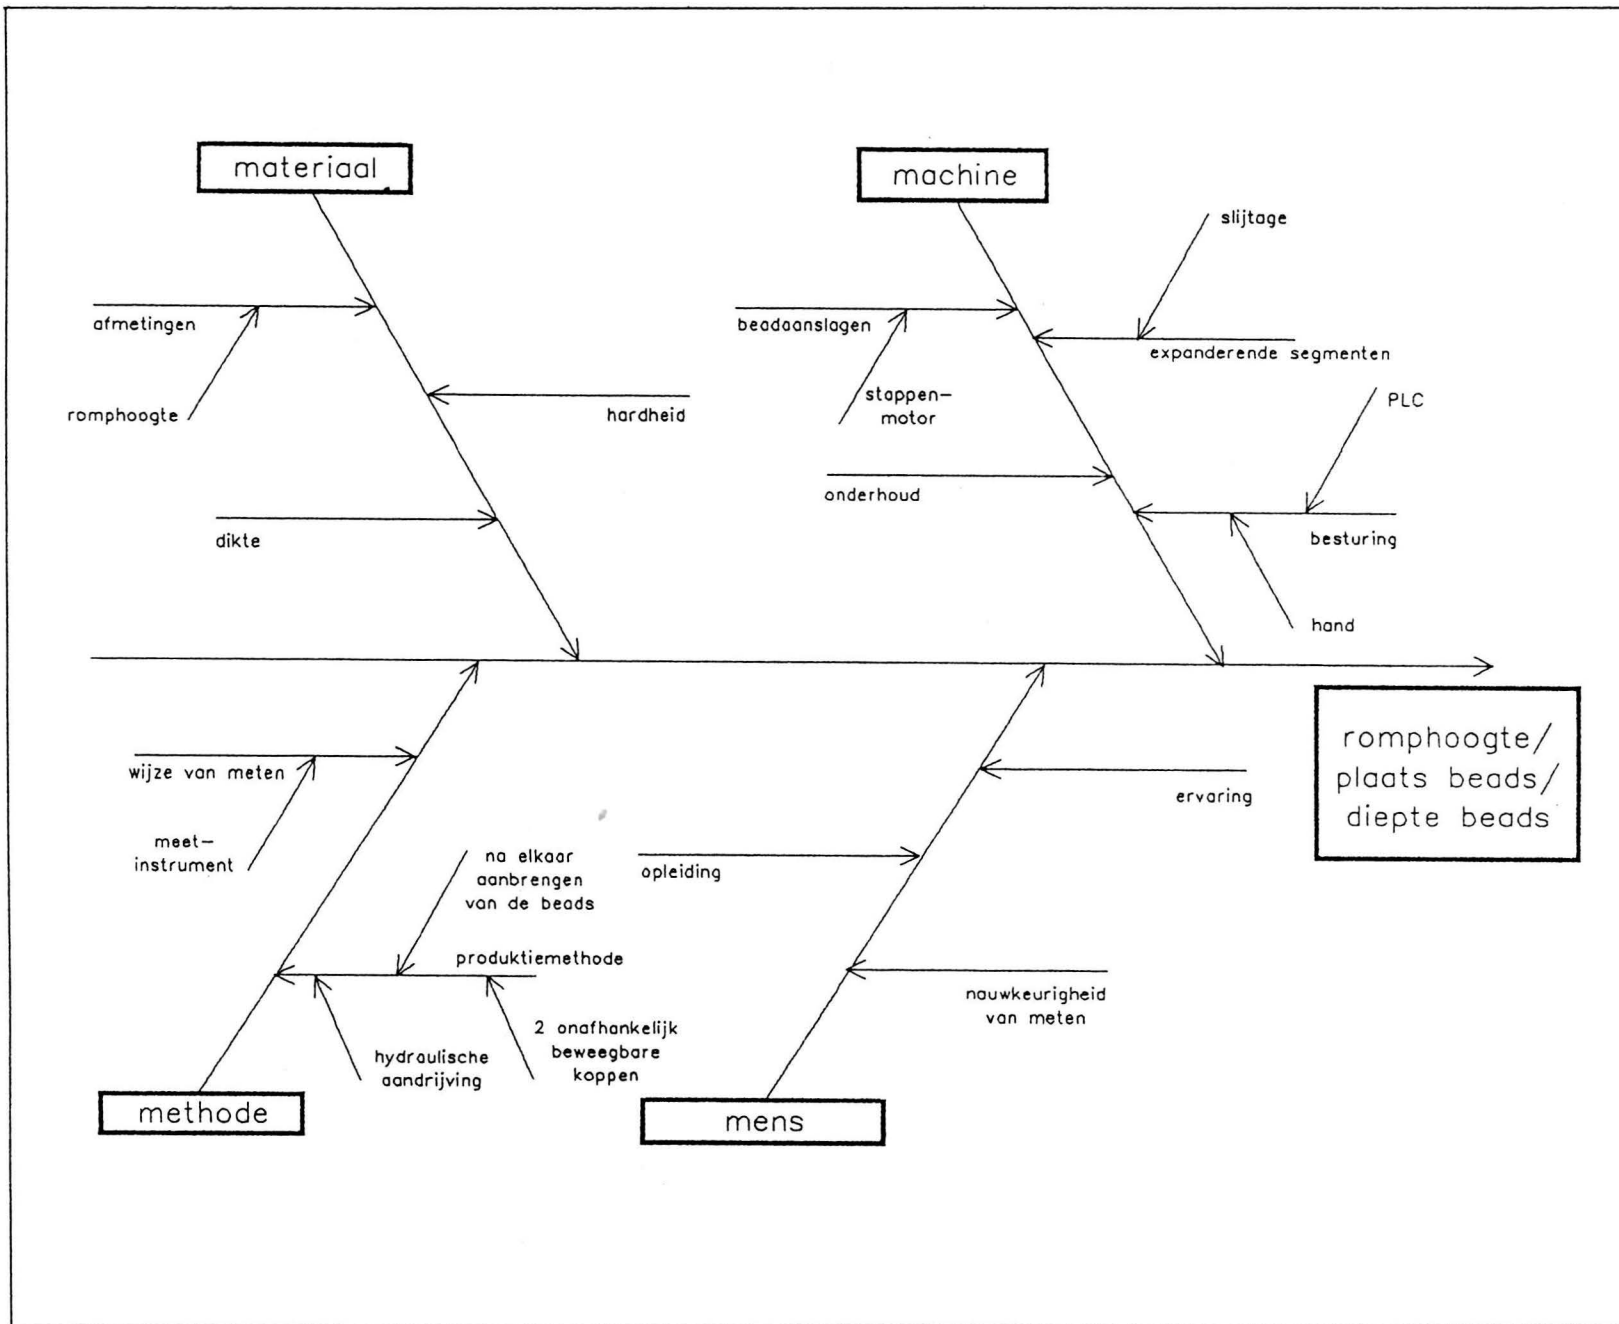 materiaal
machine
slijtage
afmetingen
beadaanslagen
expanderende segmenten
romphoogte
hardheid
stappen-
motor
PLC
onderhoud
dikte
besturing
hand
romphoogte/
plaats beads/
diepte beads
wijze van meten
ervaring
meet-
instrument
na elkaar
aanbrengen
van de beads
opleiding
produktiemethode
nauwkeurigheid
van meten
2 onafhankelijk
beweegbare
koppen
hydraulische
aandrijving
methode
mens